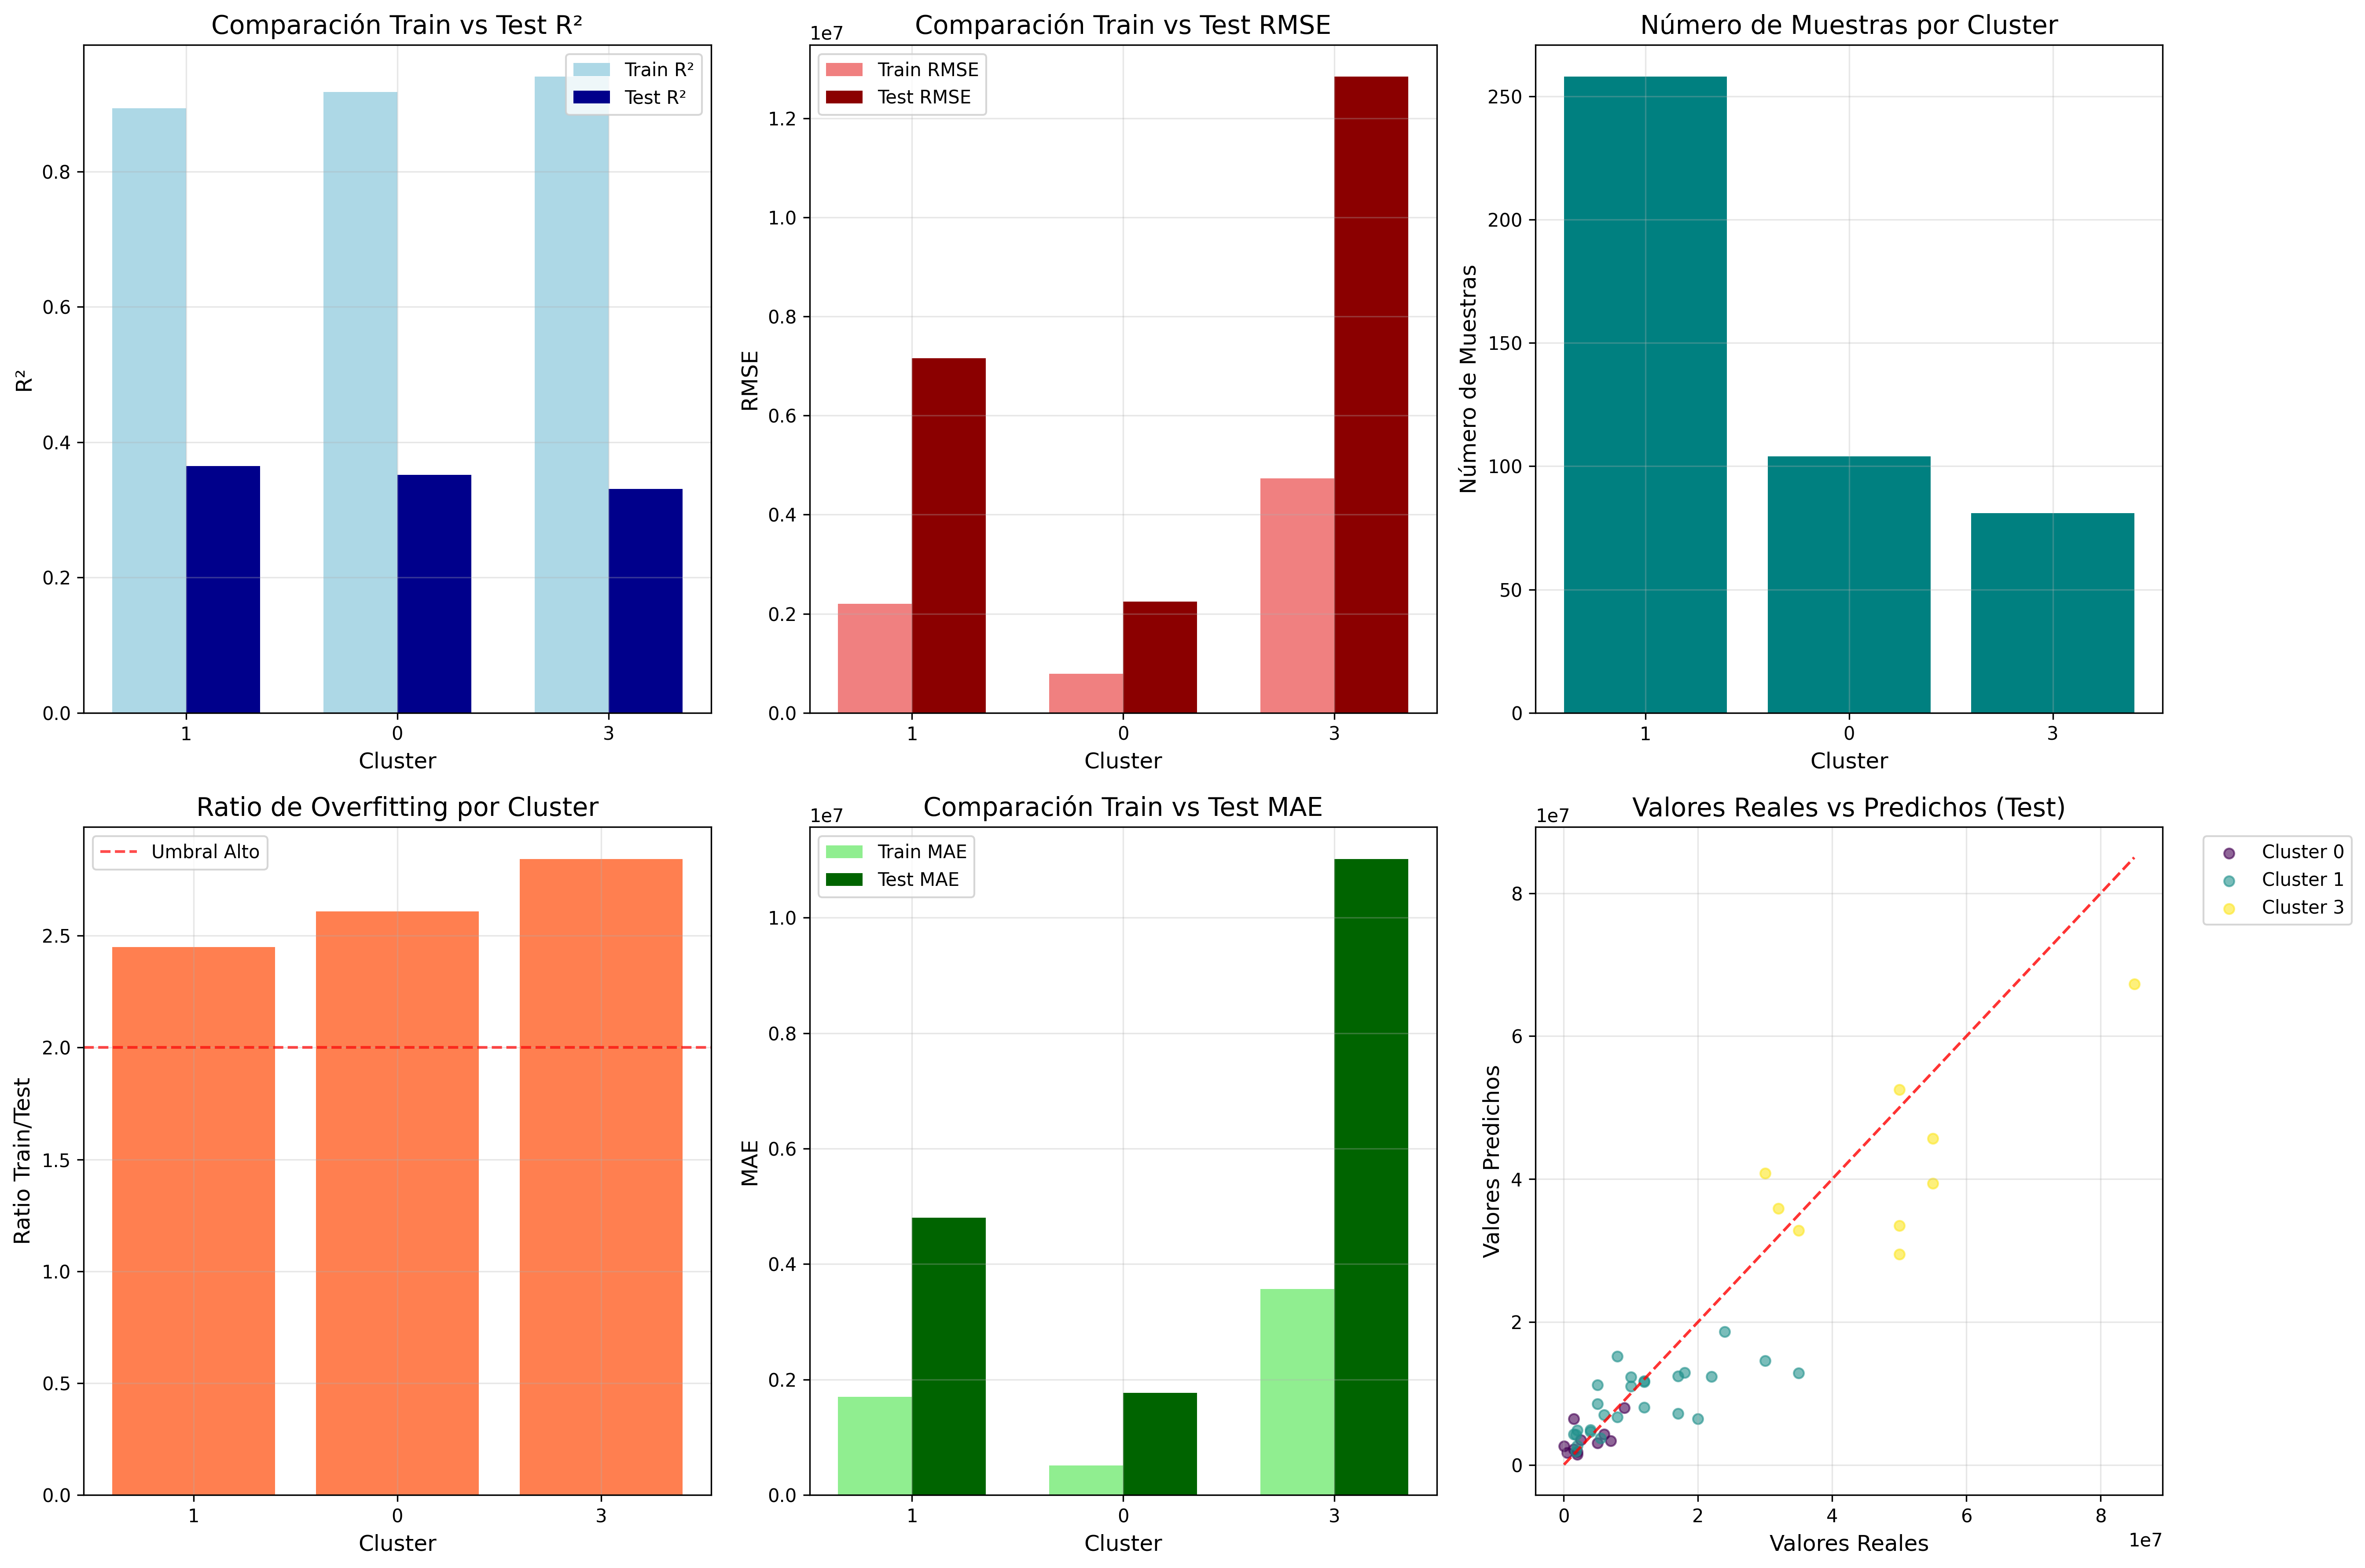 Comparación Train vs Test R²
Train R²
Test R²
0.8
0.6
0.4
0.2
0.0
R²
1 0 3
Cluster
Comparación Train vs Test RMSE
1e7
Train RMSE
Test RMSE
1.2
1.0
0.8
0.6
0.4
0.2
0.0
RMSE
1 0 3
Cluster
Número de Muestras por Cluster
250
200
150
100
50
0
Número de Muestras
1 0 3
Cluster
Ratio de Overfitting por Cluster
Umbral Alto
2.5
2.0
1.5
1.0
0.5
0.0
Ratio Train/Test
1 0 3
Cluster
Comparación Train vs Test MAE
1e7
Train MAE
Test MAE
1.0
0.8
0.6
0.4
0.2
0.0
MAE
1 0 3
Cluster
Valores Reales vs Predichos (Test)
1e7
Cluster 0
Cluster 1
Cluster 3
8
6
4
2
0
Valores Predichos
0 2 4 6 8
1e7
Valores Reales